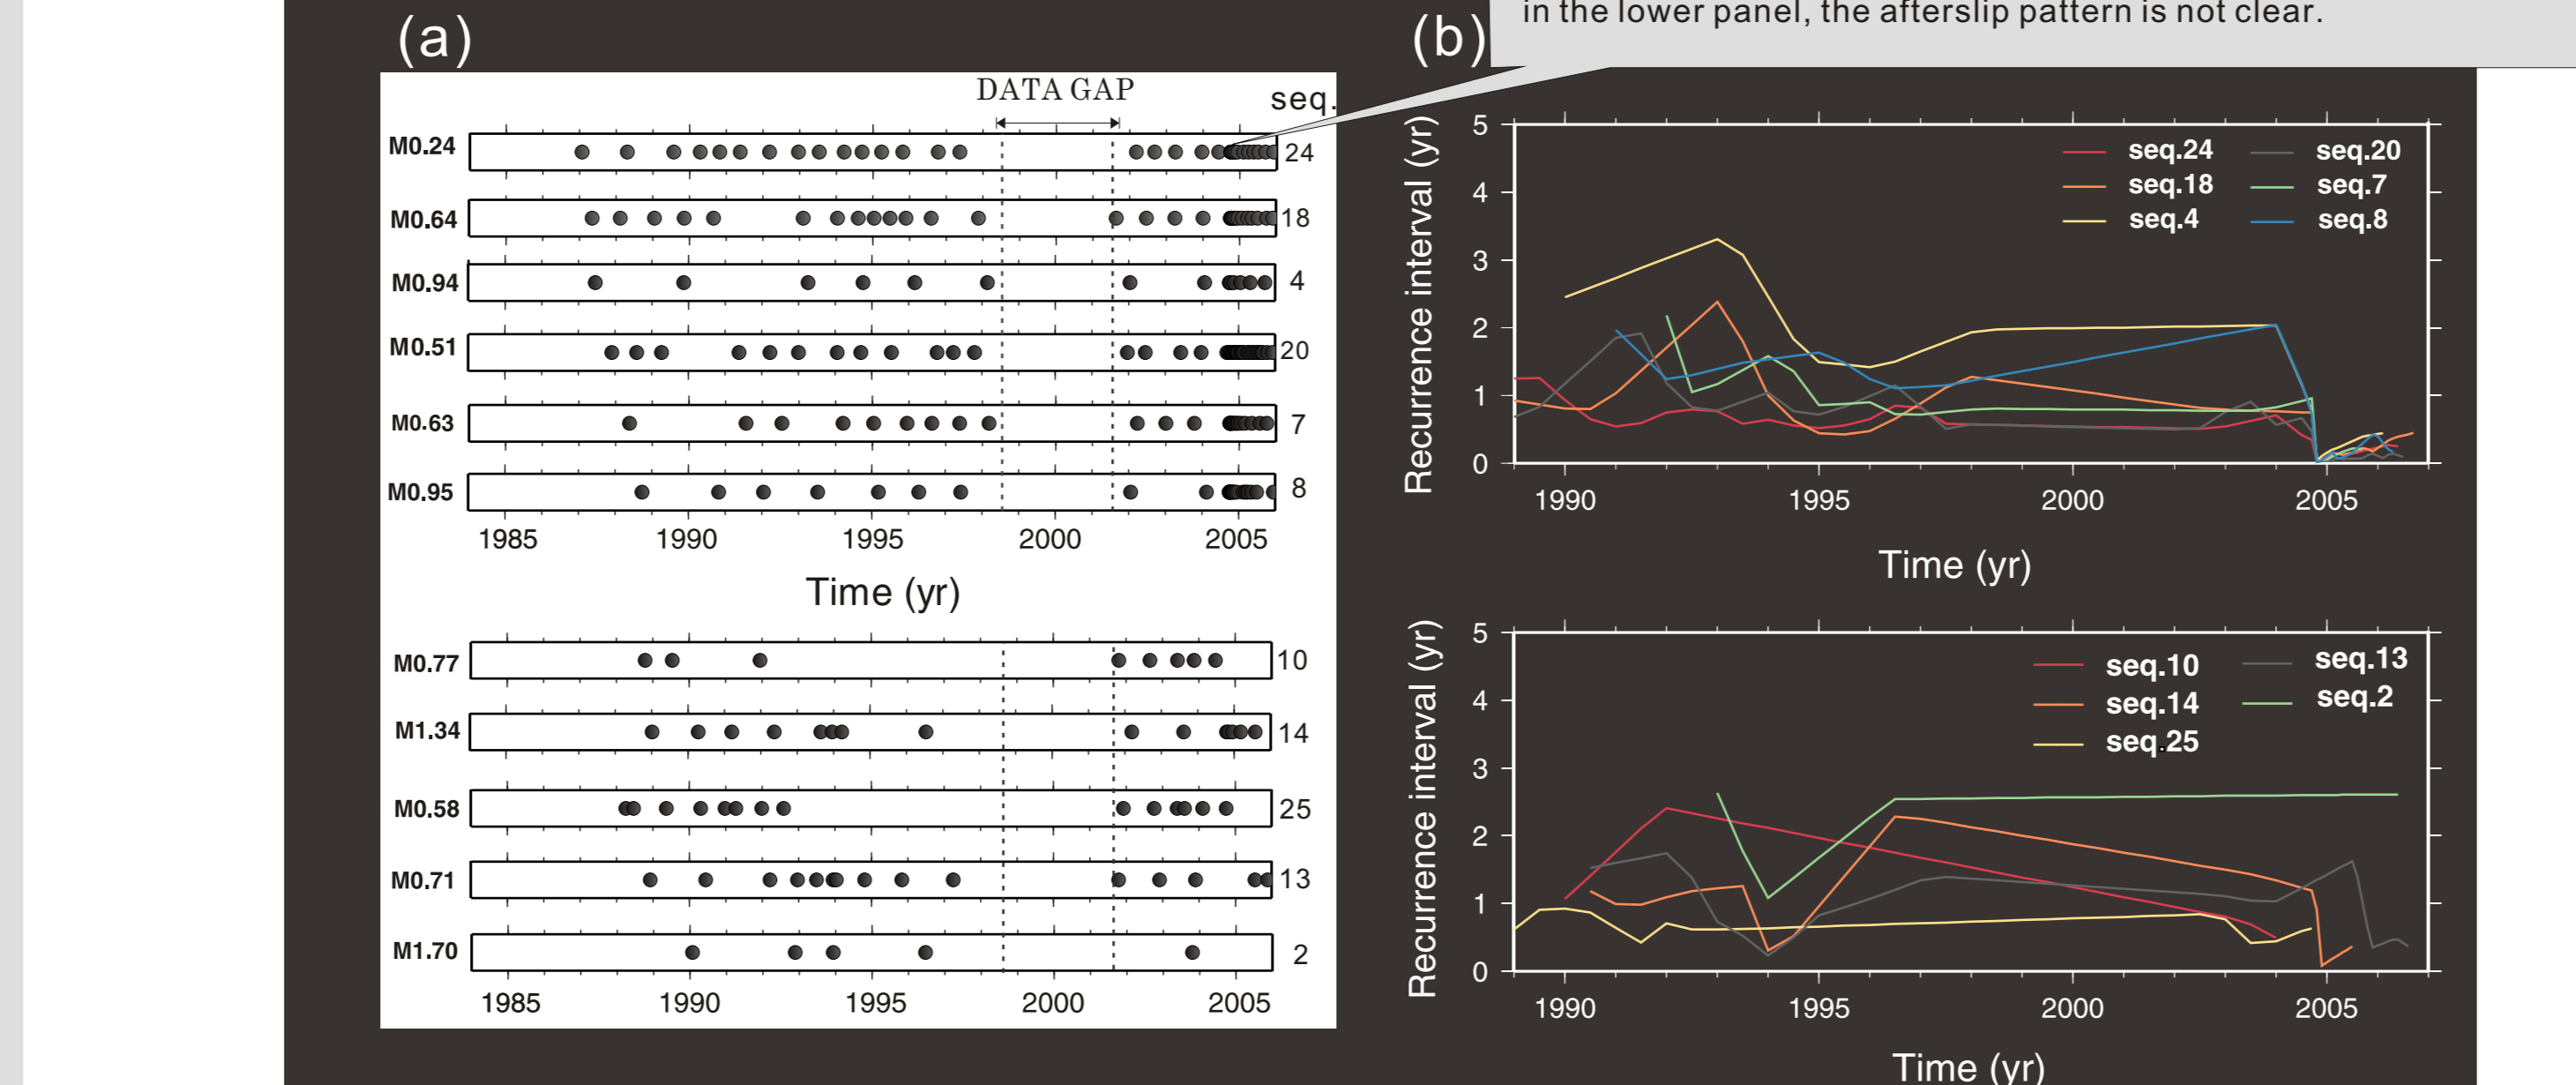 in the lower panel, the afterslip pattern is not clear.
(a)
DATA GAP
seq.
M0.24
24
M0.64
18
M0.94
4
M0.51
20
M0.63
7
M0.95
8
1985
1990
1995
2000
2005
Time (yr)
M0.77
10
M1.34
14
M0.58
25
M0.71
13
M1.70
2
1985
1990
1995
2000
2005
(b)
Recurrence interval (yr)
5
4
3
2
1
0
seq.24
seq.20
seq.18
seq.7
seq.4
seq.8
1990
1995
2000
2005
Time (yr)
Recurrence interval (yr)
5
4
3
2
1
0
seq.10
seq.13
seq.14
seq.2
seq.25
1990
1995
2000
2005
Time (yr)